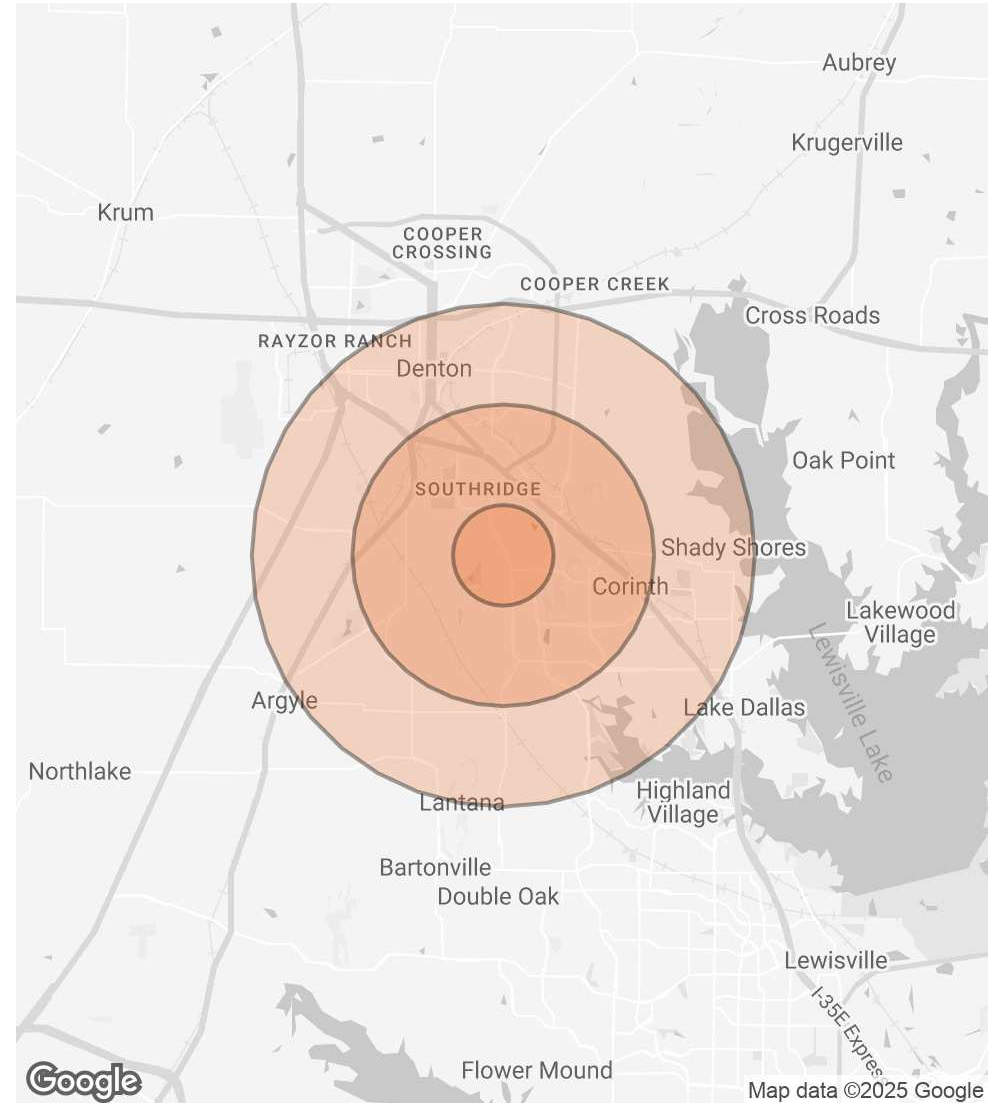 Aubrey
Krugerville
Krum
COOPER
CROSSING
COOPER CREEK
Cross Roads
RAYZOR RANCH
Denton
Oak Point
SOUTHRIDGE
Shady Shores
Corinth
Lakewood
Village
Lewisville Lake
Argyle
Lake Dallas
Northlake
Highland
Village
Lantana
Bartonville
Double Oak
Lewisville
I-35E Express
Flower Mound
Google
Map data ©2025 Google